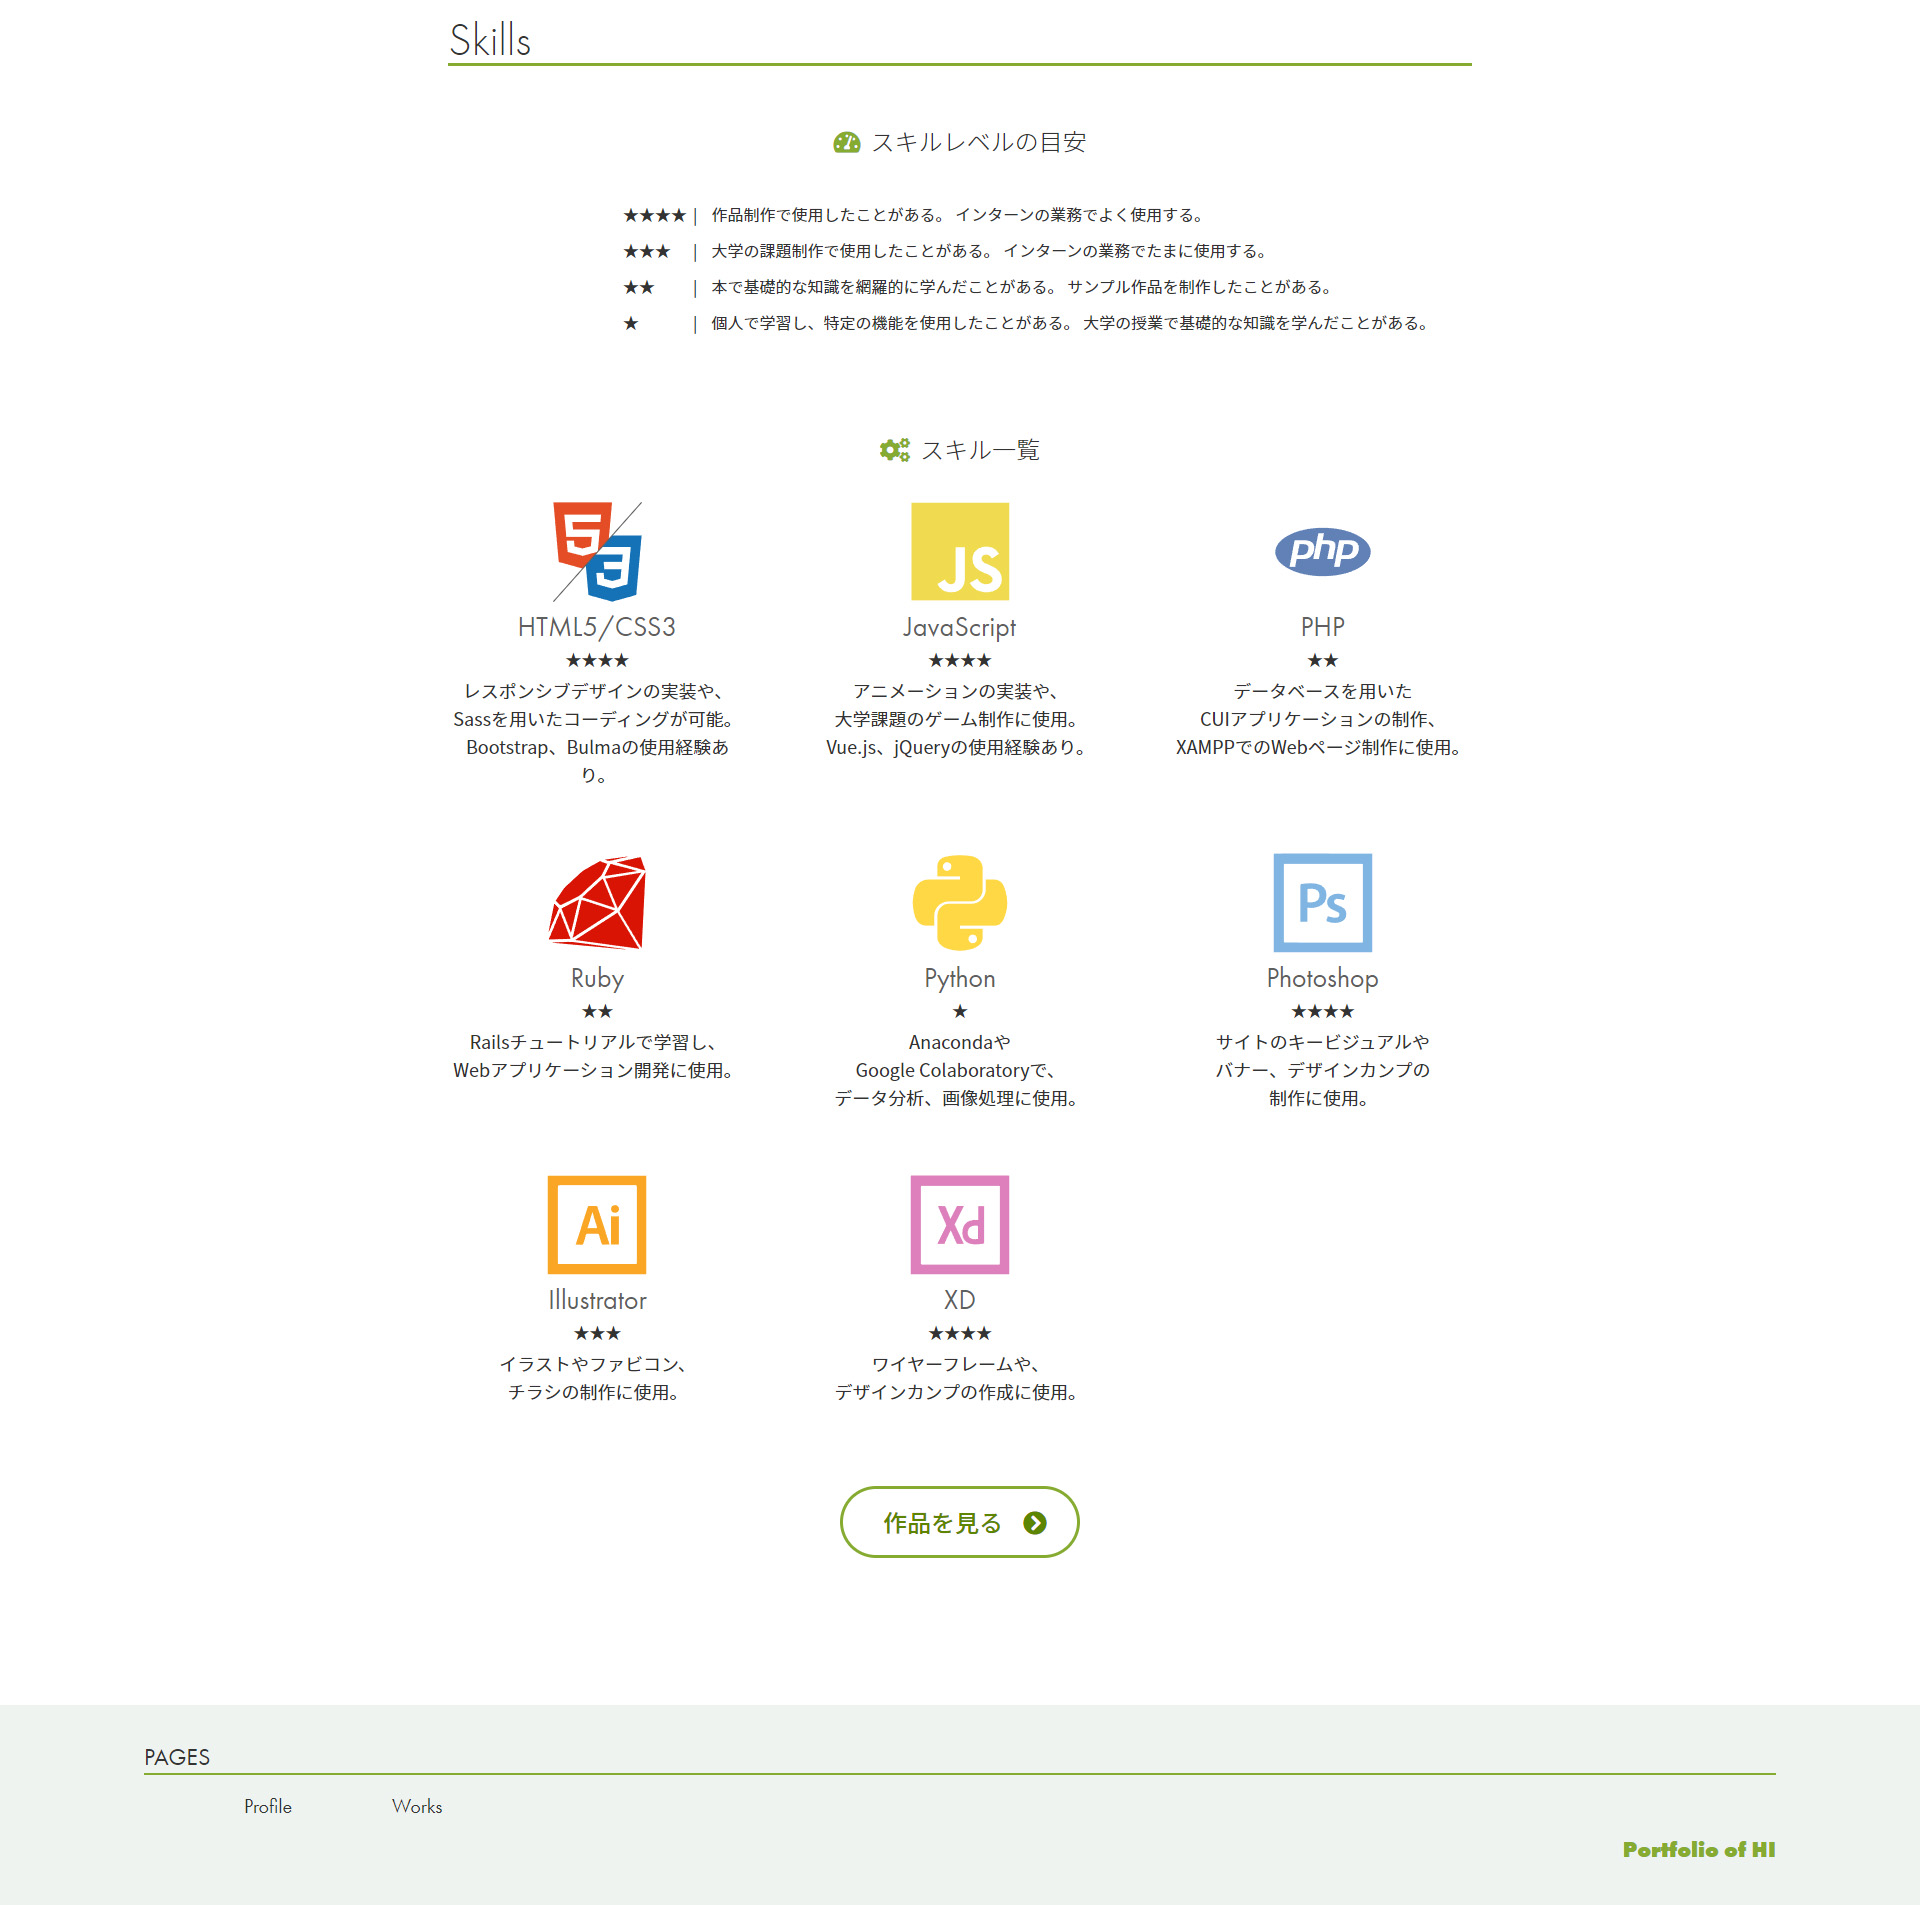 Skills
スキルレベルの目安
★★★★ | 作品制作で使用したことがある。 インターンの業務でよく使用する。
★★★ | 大学の課題制作で使用したことがある。 インターンの業務でたまに使用する。
★★ | 本で基礎的な知識を網羅的に学んだことがある。 サンプル作品を制作したことがある。
★ | 個人で学習し、特定の機能を使用したことがある。 大学の授業で基礎的な知識を学んだことがある。
スキル一覧
5
3
HTML5/CSS3
★★★★
レスポンシブデザインの実装や、
Sassを用いたコーディングが可能。
Bootstrap、Bulmaの使用経験あ
り。
JS
JavaScript
★★★★
アニメーションの実装や、
大学課題のゲーム制作に使用。
Vue.js、jQueryの使用経験あり。
php
PHP
★★
データベースを用いた
CUIアプリケーションの制作、
XAMPPでのWebページ制作に使用。
Ruby
★★
Railsチュートリアルで学習し、
Webアプリケーション開発に使用。
Python
★
Anacondaや
Google Colaboratoryで、
データ分析、画像処理に使用。
Ps
Photoshop
★★★★
サイトのキービジュアルや
バナー、デザインカンプの
制作に使用。
Ai
Illustrator
★★★
イラストやファビコン、
チラシの制作に使用。
Xd
XD
★★★★
ワイヤーフレームや、
デザインカンプの作成に使用。
作品を見る
PAGES
Profile
Works
Portfolio of HI